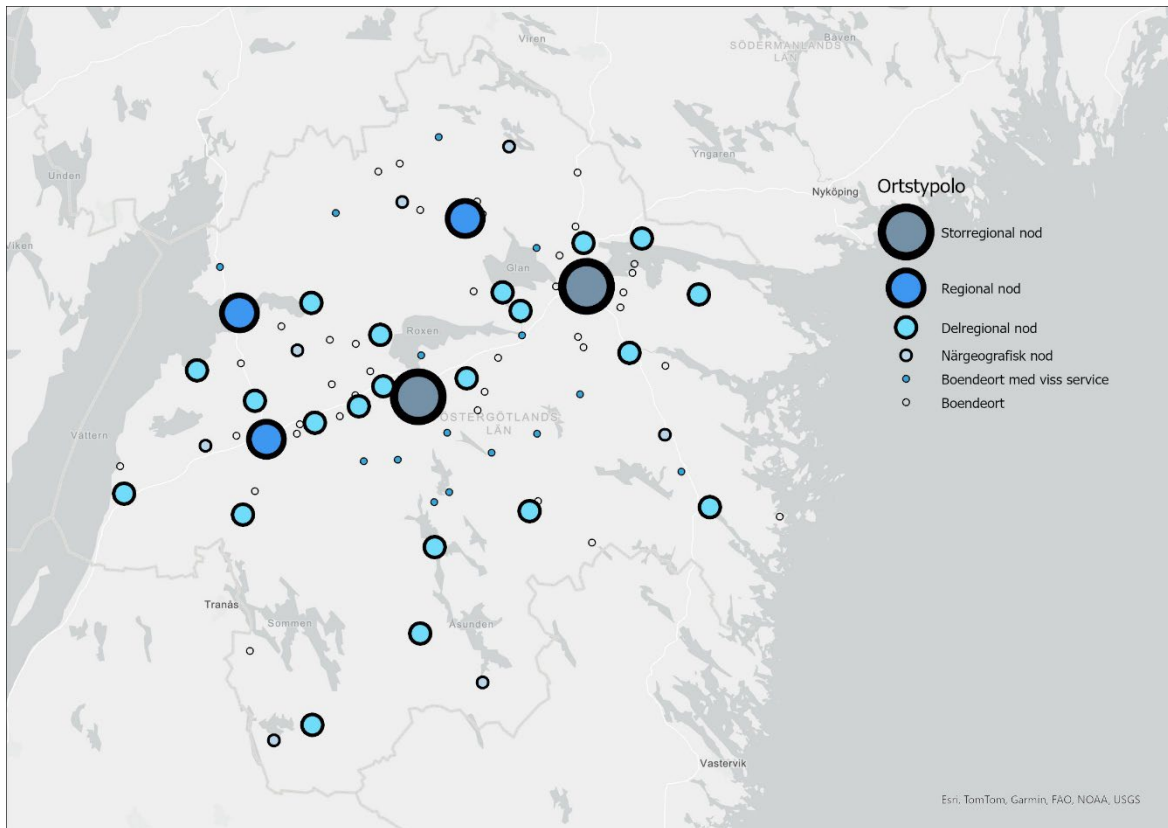 Viren
Båven
SÖDERMANLANDS
LÄN
Yngaren
Unden
Nyköping
Ortstypolo
Storregional nod
Viken
Glan
Regional nod
Delregional nod
Roxen
Närgeografisk nod
Boendeort med viss service
Boendeort
ÖSTERGÖTLANDS
LÄN
Vättern
Tranås
Sommen
Åsunden
Vastervik
Esri, TomTom, Garmin, FAO, NOAA, USGS